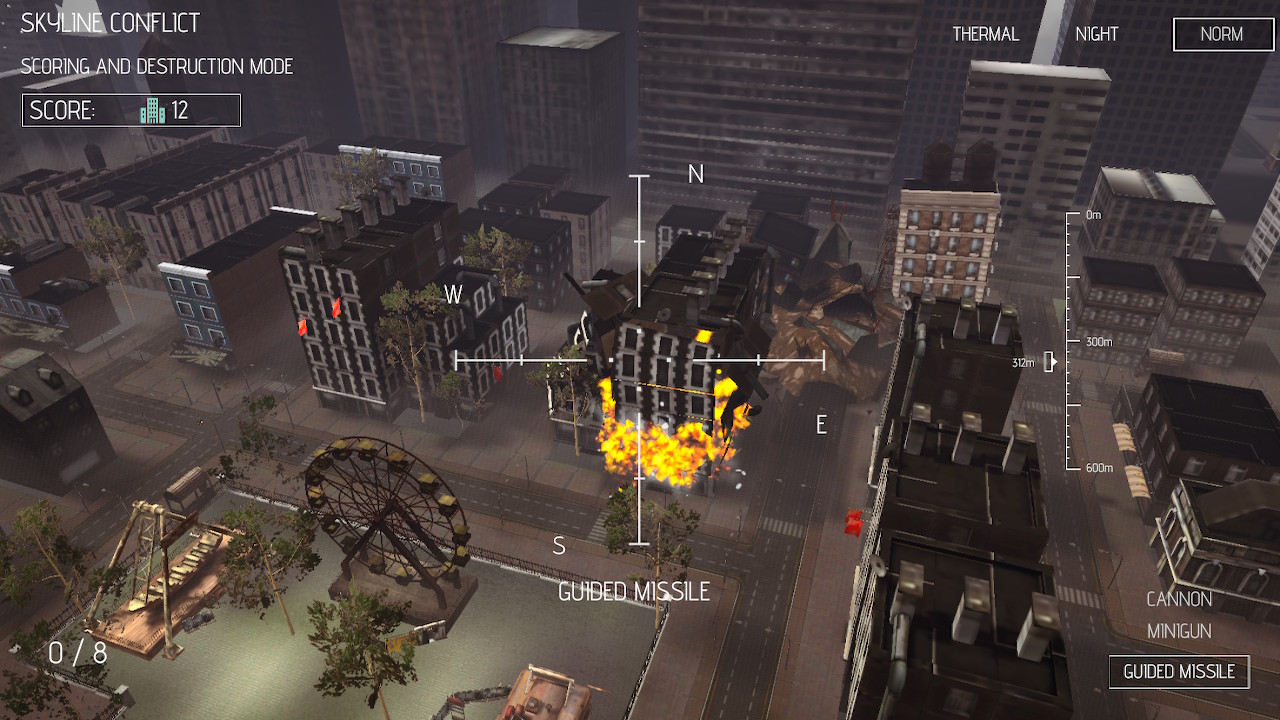 SKYLINE CONFLICT
SCORING AND DESTRUCTION MODE
SCORE: 12
THERMAL NIGHT NORM
N
W
E
S
0m
300m
312m
600m
GUIDED MISSILE
0 / 8
CANNON
MINIGUN
GUIDED MISSILE